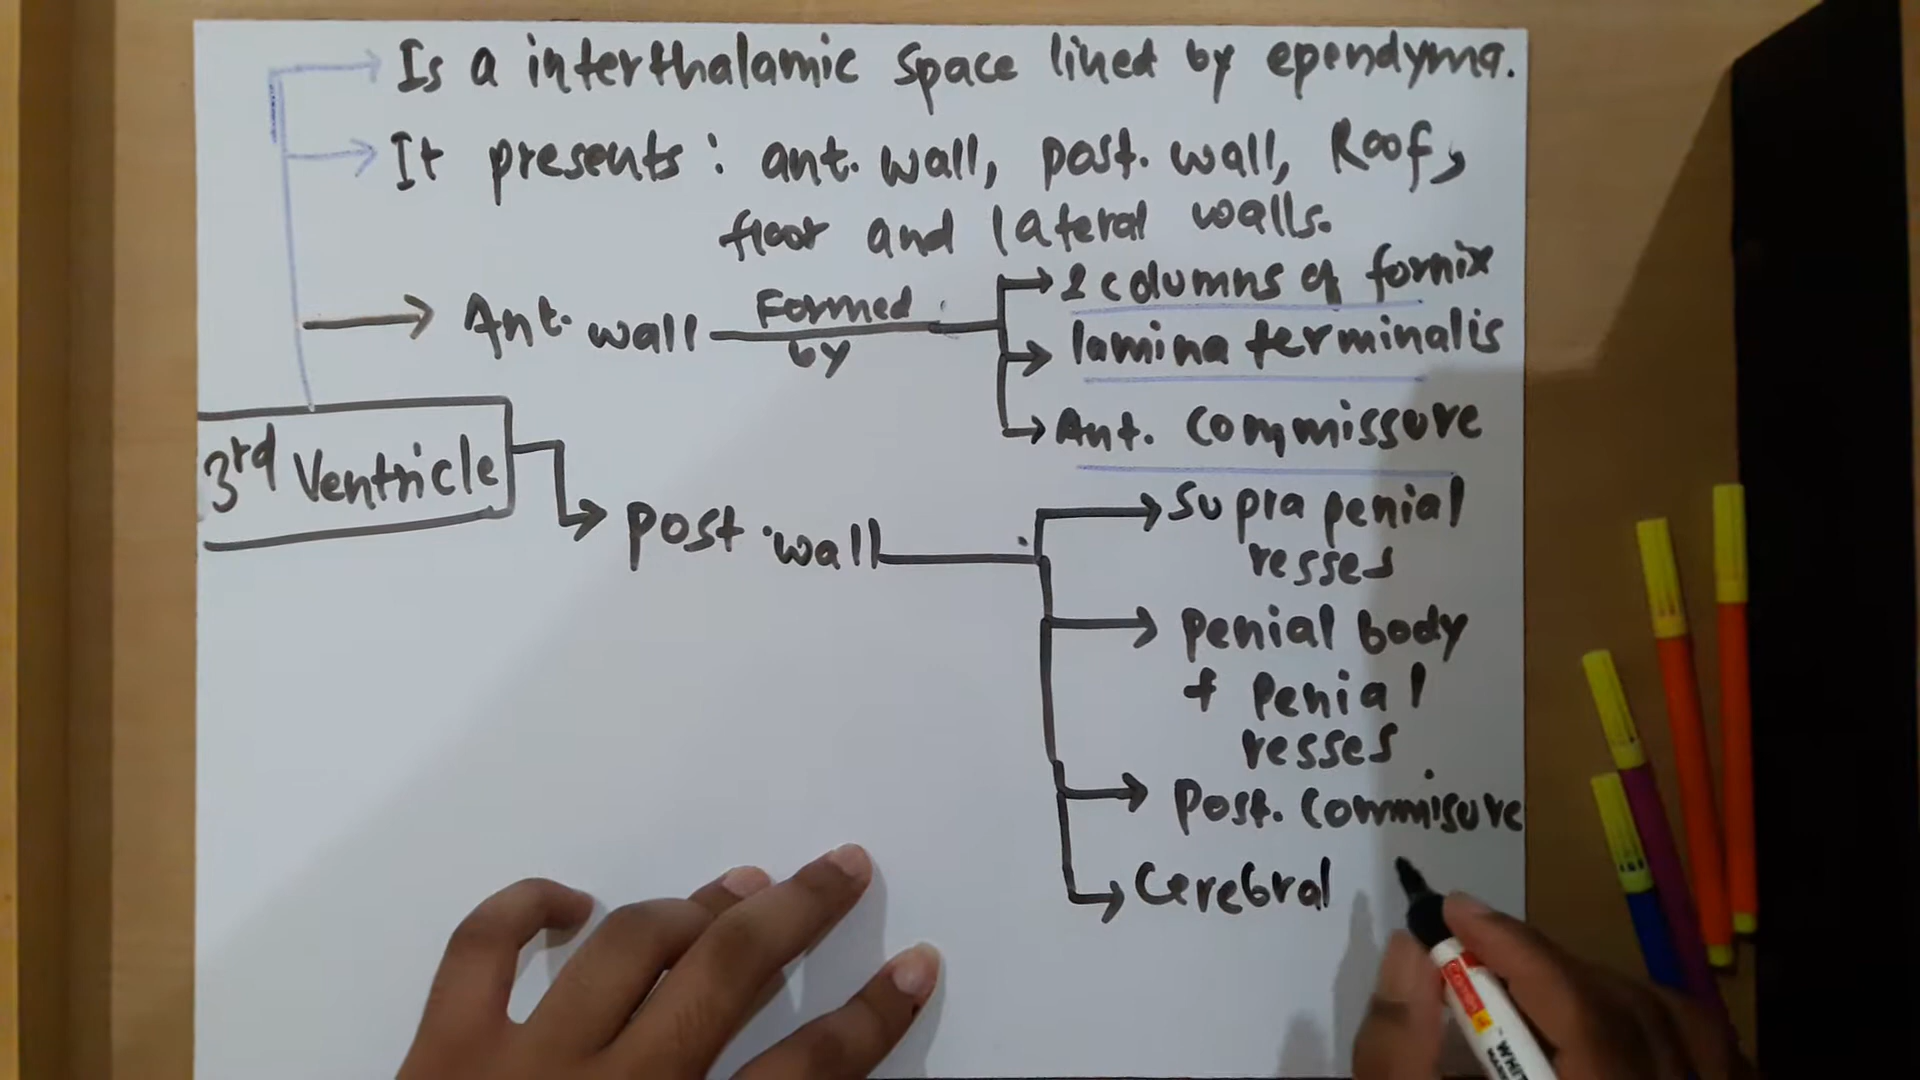 Is a interthalamic space lined by ependyma.
It presents: ant. wall, post. wall, Roof,
floor and lateral walls.
Ant. wall Formed by
2 columns of fornix
lamina terminalis
Ant. Commissure
3rd Ventricle
post. wall
Supra penial
resses
penial body
+ Penial
resses
Post. Commisure
Cerebral